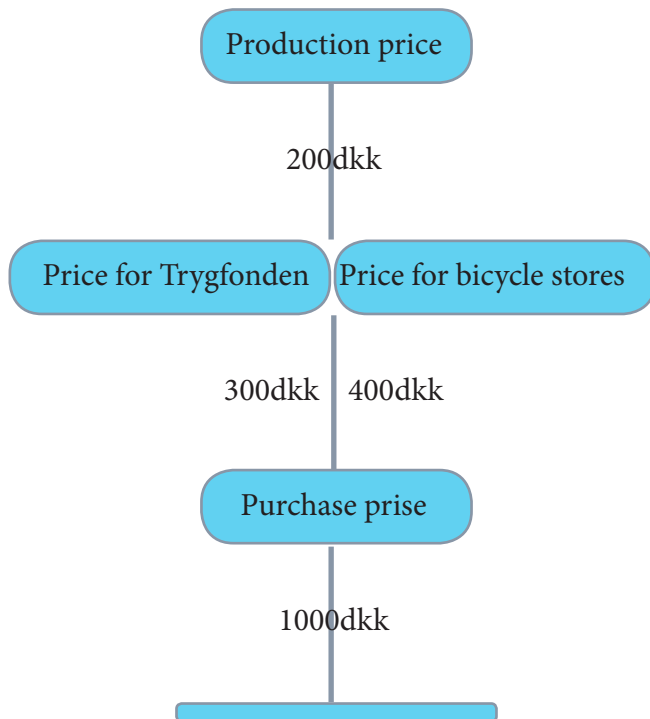 Production price
200dkk
Price for Trygfonden Price for bicycle stores
300dkk 400dkk
Purchase prise
1000dkk